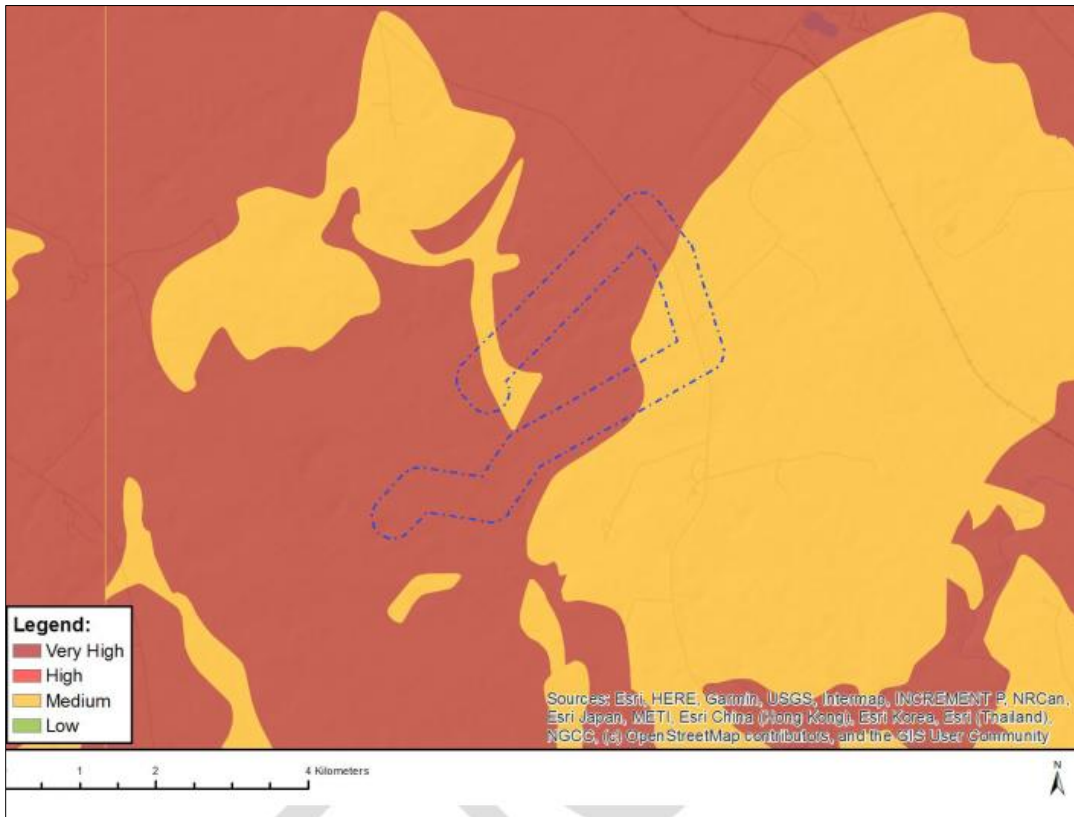 Legend:
Very High
High
Medium
Low
Sources: Esri, HERE, Garmin, USGS, Intermap, INCREMENT P, NRCan,
Esri Japan, METI, Esri China (Hong Kong), Esri Korea, Esri (Thailand),
NGCC, (c) OpenStreetMap contributors, and the GIS User Community
1 2 4 Kilometers
N